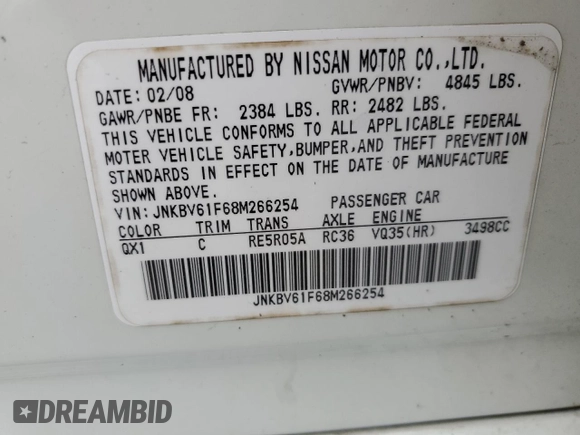 MANUFACTURED BY NISSAN MOTOR CO.,LTD.
DATE: 02/08 GVWR/PNBV: 4845 LBS.
GAWR/PNBE FR: 2384 LBS. RR: 2482 LBS.
THIS VEHICLE CONFORMS TO ALL APPLICABLE FEDERAL
MOTER VEHICLE SAFETY,BUMPER,AND THEFT PREVENTION
STANDARDS IN EFFECT ON THE DATE OF MANUFACTURE
SHOWN ABOVE.
VIN: JNKBV61F68M266254 PASSENGER CAR
COLOR TRIM TRANS AXLE ENGINE
QX1 C RE5R05A RC36 VQ35(HR) 3498CC
JNKBV61F68M266254
DREAMBID